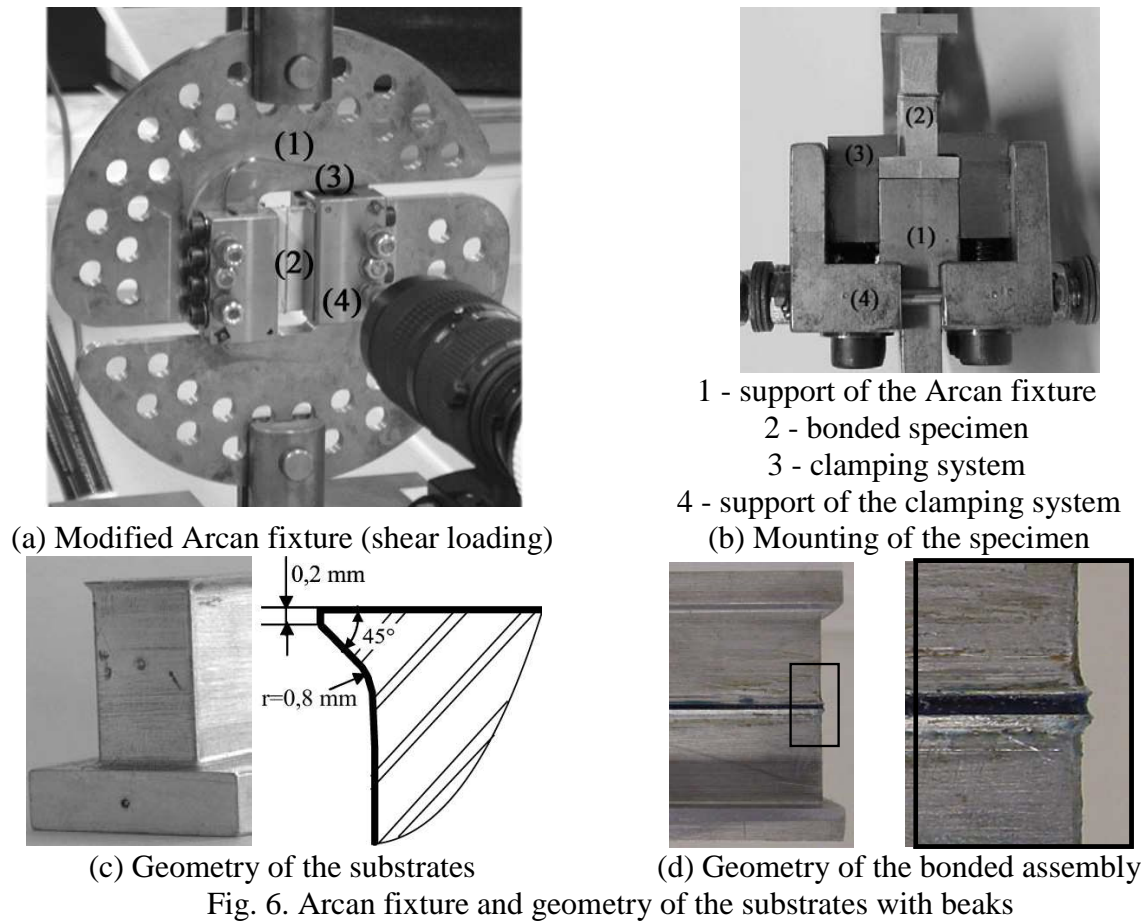 (1)
(3)
(2)
(4)
(2)
(3)
(1)
(4)
1 - support of the Arcan fixture
2 - bonded specimen
3 - clamping system
4 - support of the clamping system
(a) Modified Arcan fixture (shear loading)
(b) Mounting of the specimen
0,2 mm
45°
r=0,8 mm
(c) Geometry of the substrates
(d) Geometry of the bonded assembly
Fig. 6. Arcan fixture and geometry of the substrates with beaks